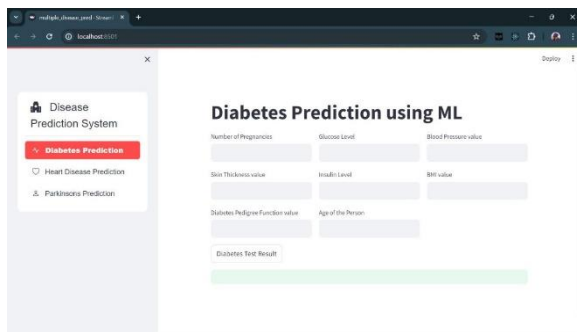 multiple_disease_pred · Streaml
localhost:8501
Deploy
Disease
Prediction System
Diabetes Prediction
Heart Disease Prediction
Parkinsons Prediction
Diabetes Prediction using ML
Number of Pregnancies Glucose Level Blood Pressure value
Skin Thickness value Insulin Level BMI value
Diabetes Pedigree Function value Age of the Person
Diabetes Test Result